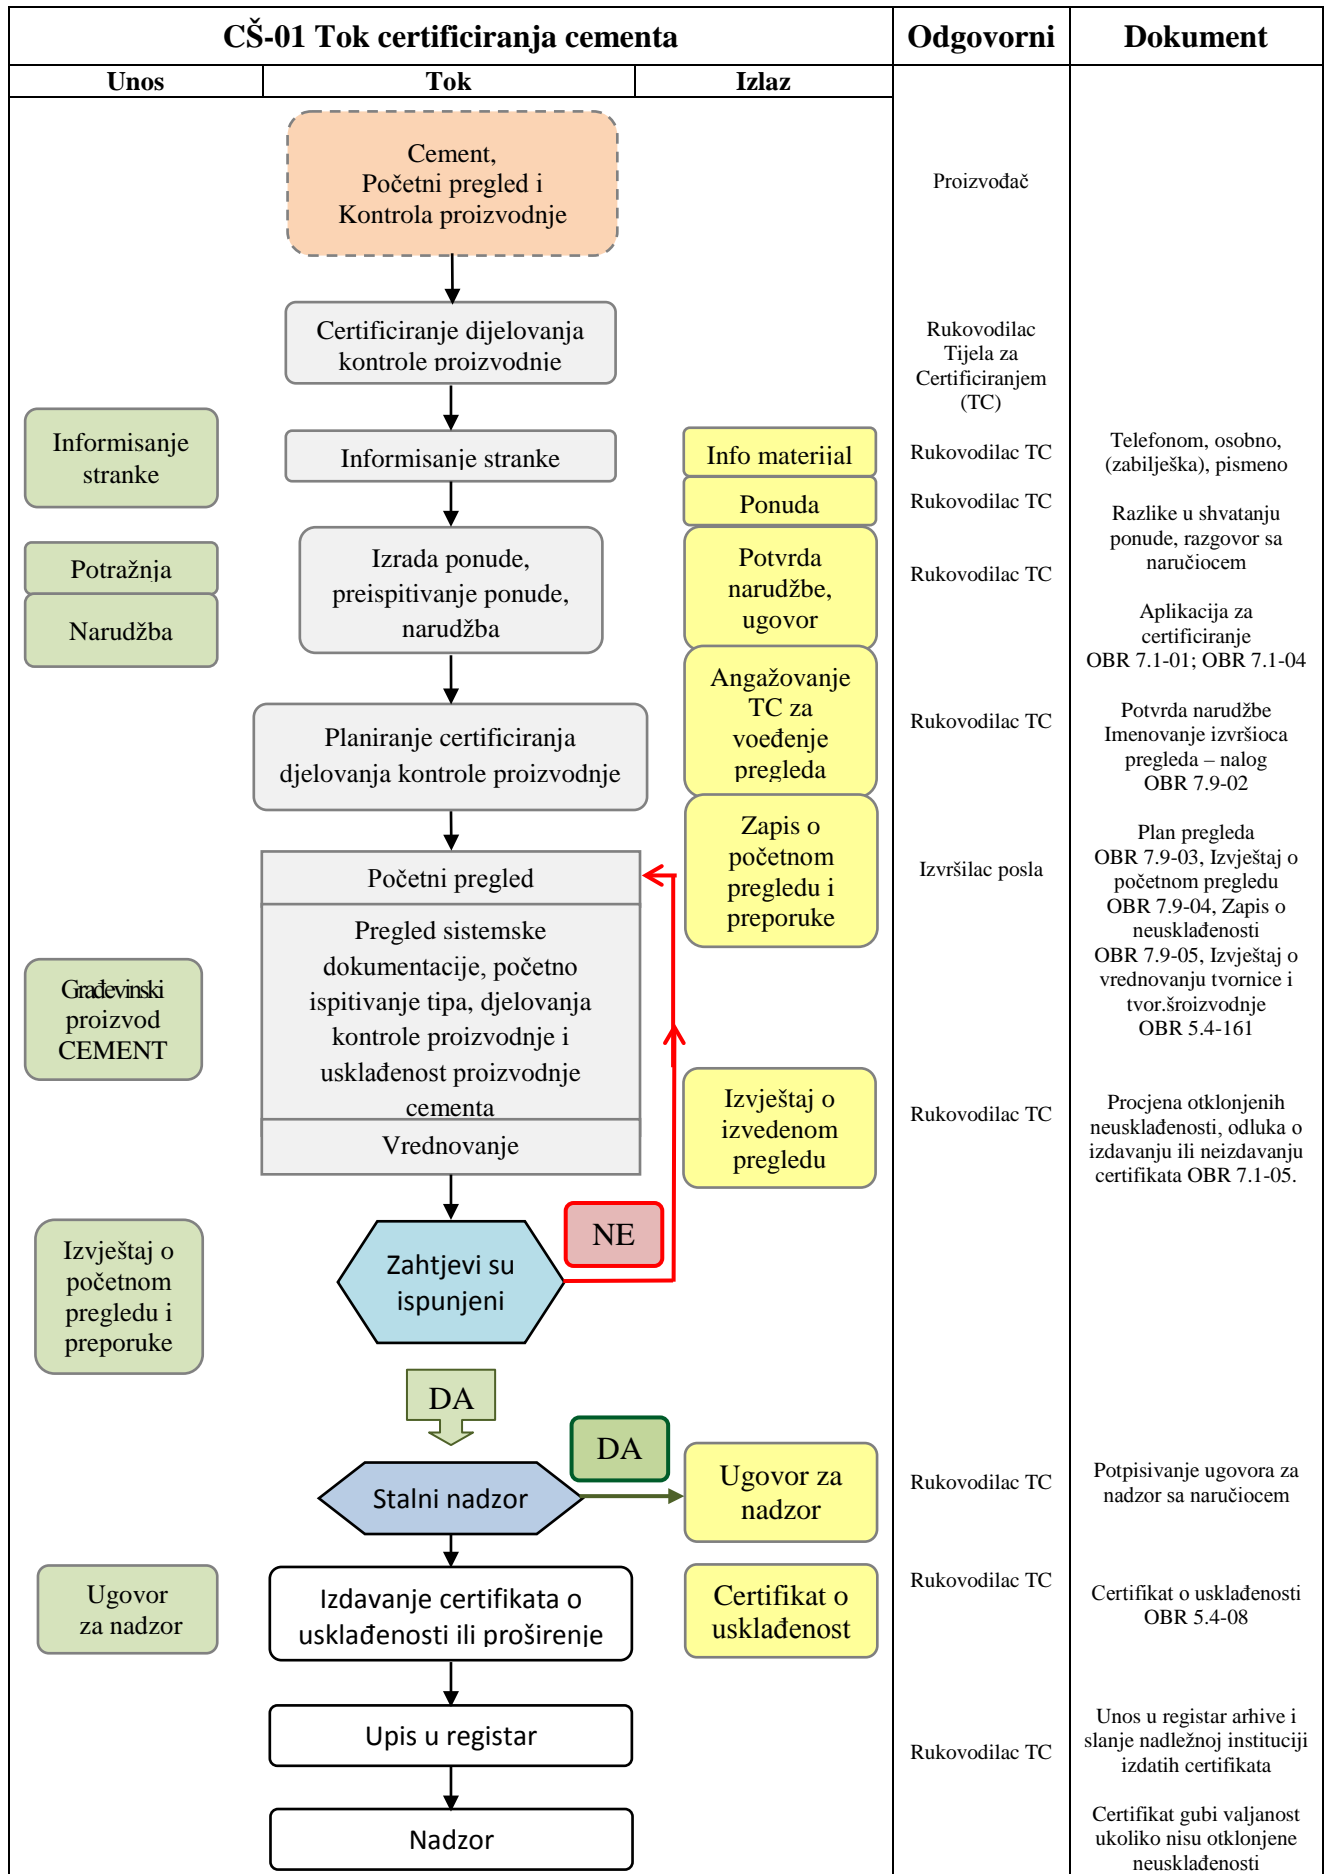 CŠ-01 Tok certificiranja cementa
Odgovorni
Dokument
Unos
Tok
Izlaz
Cement,
Početni pregled i
Kontrola proizvodnje
Proizvođač
Certificiranje dijelovanja
kontrole proizvodnje
Rukovodilac
Tijela za
Certificiranjem
(TC)
Informisanje
stranke
Informisanje stranke
Info materijal
Rukovodilac TC
Telefonom, osobno,
(zabilješka), pismeno
Ponuda
Rukovodilac TC
Razlike u shvatanju
ponude, razgovor sa
naručiocem
Potražnja
Narudžba
Izrada ponude,
preispitivanje ponude,
narudžba
Potvrda
narudžbe,
ugovor
Rukovodilac TC
Aplikacija za
certificiranje
OBR 7.1-01; OBR 7.1-04
Planiranje certificiranja
djelovanja kontrole proizvodnje
Angažovanje
TC za
voeđenje
pregleda
Rukovodilac TC
Potvrda narudžbe
Imenovanje izvršioca
pregleda – nalog
OBR 7.9-02
Početni pregled
Zapis o
početnom
pregledu i
preporuke
Izvršilac posla
Plan pregleda
OBR 7.9-03, Izvještaj o
početnom pregledu
OBR 7.9-04, Zapis o
neusklađenosti
OBR 7.9-05, Izvještaj o
vrednovanju tvornice i
tvor.šroizvodnje
OBR 5.4-161
Građevinski
proizvod
CEMENT
Pregled sistemske
dokumentacije, početno
ispitivanje tipa, djelovanja
kontrole proizvodnje i
usklađenost proizvodnje
cementa
Vrednovanje
Izvještaj o
izvedenom
pregledu
Rukovodilac TC
Procjena otklonjenih
neusklađenosti, odluka o
izdavanju ili neizdavanju
certifikata OBR 7.1-05.
Izvještaj o
početnom
pregledu i
preporuke
Zahtjevi su
ispunjeni
NE
DA
DA
Stalni nadzor
Ugovor za
nadzor
Rukovodilac TC
Potpisivanje ugovora za
nadzor sa naručiocem
Ugovor
za nadzor
Izdavanje certifikata o
usklađenosti ili proširenje
Certifikat o
usklađenost
Rukovodilac TC
Certifikat o usklađenosti
OBR 5.4-08
Upis u registar
Rukovodilac TC
Unos u registar arhive i
slanje nadležnoj instituciji
izdatih certifikata
Nadzor
Certifikat gubi valjanost
ukoliko nisu otklonjene
neusklađenosti